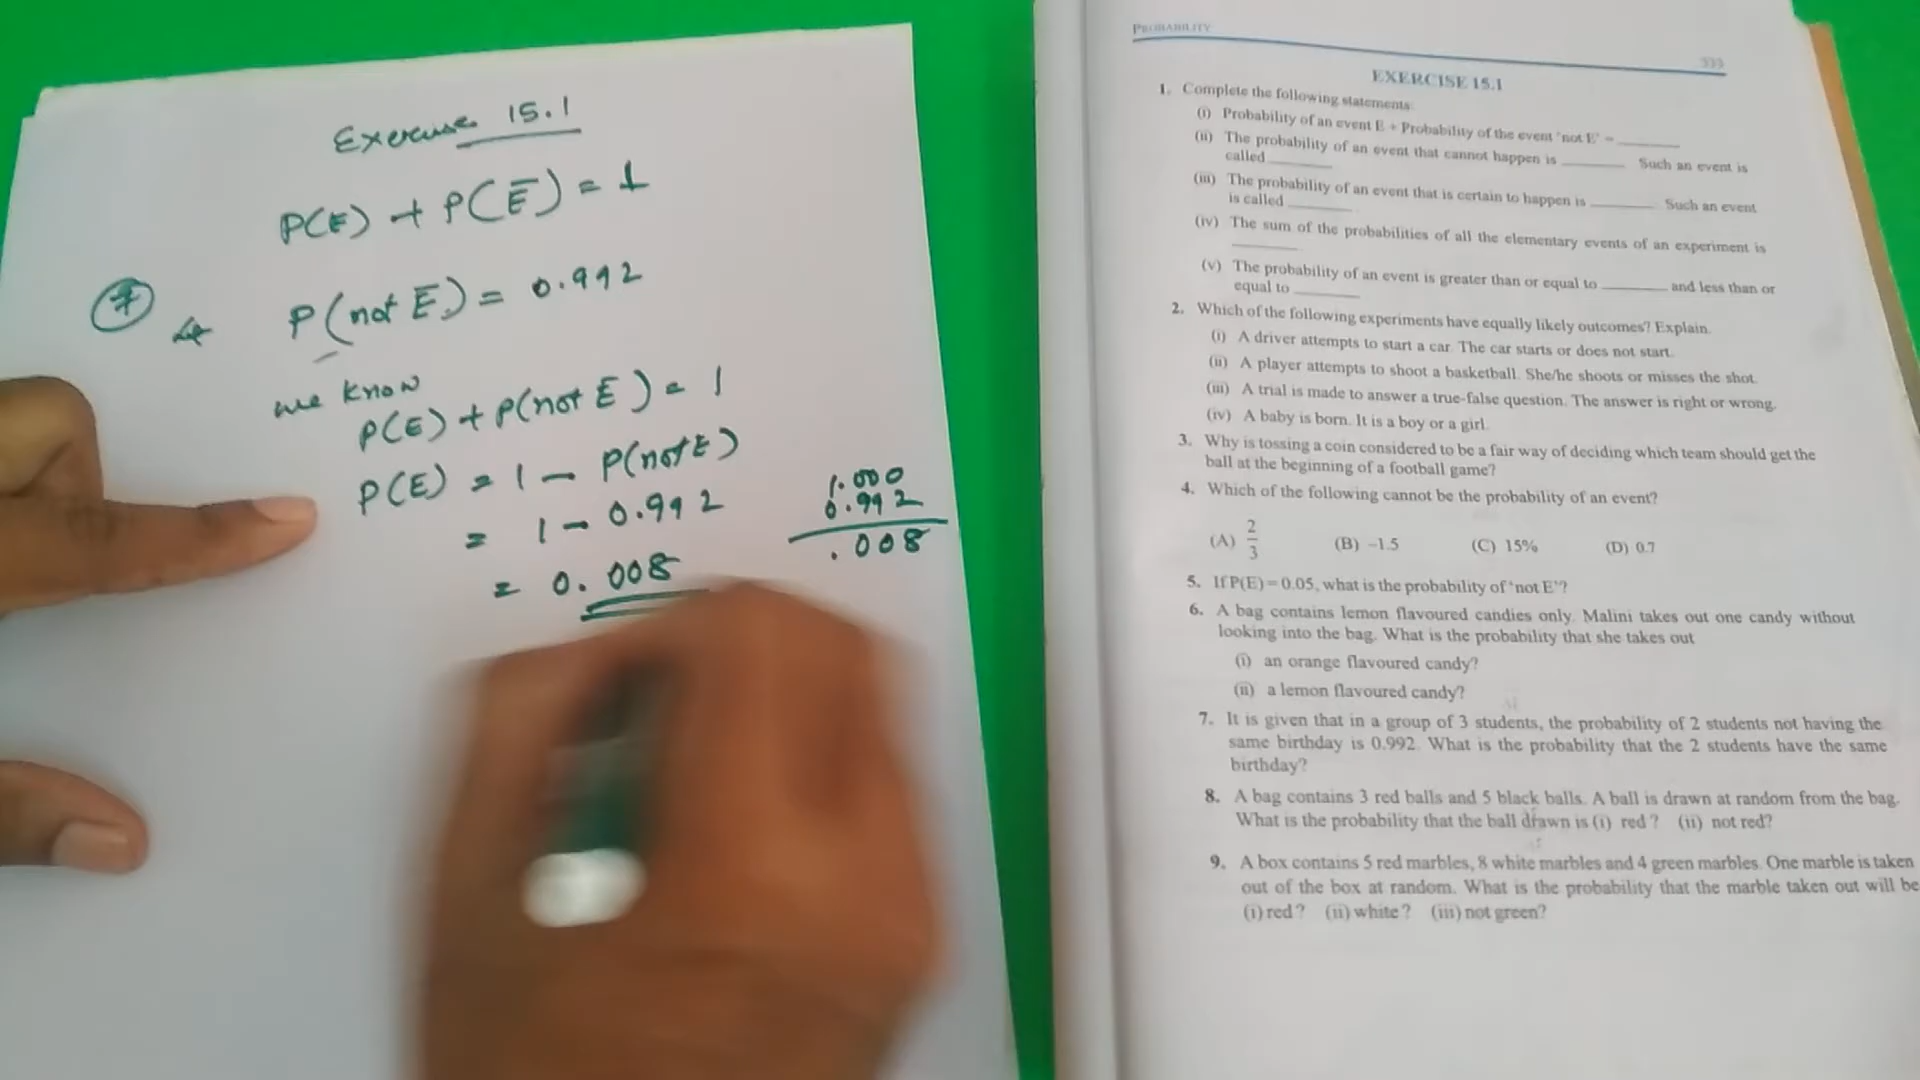 Exercise 15.1
P(E) + P(E̅) = 1
7
P(not E) = 0.992
we know
P(E) + P(not E) = 1
P(E) = 1 - P(not E)
= 1 - 0.992
= 0.008
1.000
0.992
.008
PROBABILITY
333
EXERCISE 15.1
1. Complete the following statements:
(i) Probability of an event E + Probability of the event 'not E' = ______
(ii) The probability of an event that cannot happen is ______ Such an event is
called ______
(iii) The probability of an event that is certain to happen is ______ Such an event
is called ______
(iv) The sum of the probabilities of all the elementary events of an experiment is
______
(v) The probability of an event is greater than or equal to ______ and less than or
equal to ______
2. Which of the following experiments have equally likely outcomes? Explain.
(i) A driver attempts to start a car. The car starts or does not start.
(ii) A player attempts to shoot a basketball. She/he shoots or misses the shot.
(iii) A trial is made to answer a true-false question. The answer is right or wrong.
(iv) A baby is born. It is a boy or a girl.
3. Why is tossing a coin considered to be a fair way of deciding which team should get the
ball at the beginning of a football game?
4. Which of the following cannot be the probability of an event?
(A) 2/3 (B) –1.5 (C) 15% (D) 0.7
5. If P(E) = 0.05, what is the probability of 'not E'?
6. A bag contains lemon flavoured candies only. Malini takes out one candy without
looking into the bag. What is the probability that she takes out
(i) an orange flavoured candy?
(ii) a lemon flavoured candy?
7. It is given that in a group of 3 students, the probability of 2 students not having the
same birthday is 0.992. What is the probability that the 2 students have the same
birthday?
8. A bag contains 3 red balls and 5 black balls. A ball is drawn at random from the bag.
What is the probability that the ball drawn is (i) red? (ii) not red?
9. A box contains 5 red marbles, 8 white marbles and 4 green marbles. One marble is taken
out of the box at random. What is the probability that the marble taken out will be
(i) red? (ii) white? (iii) not green?